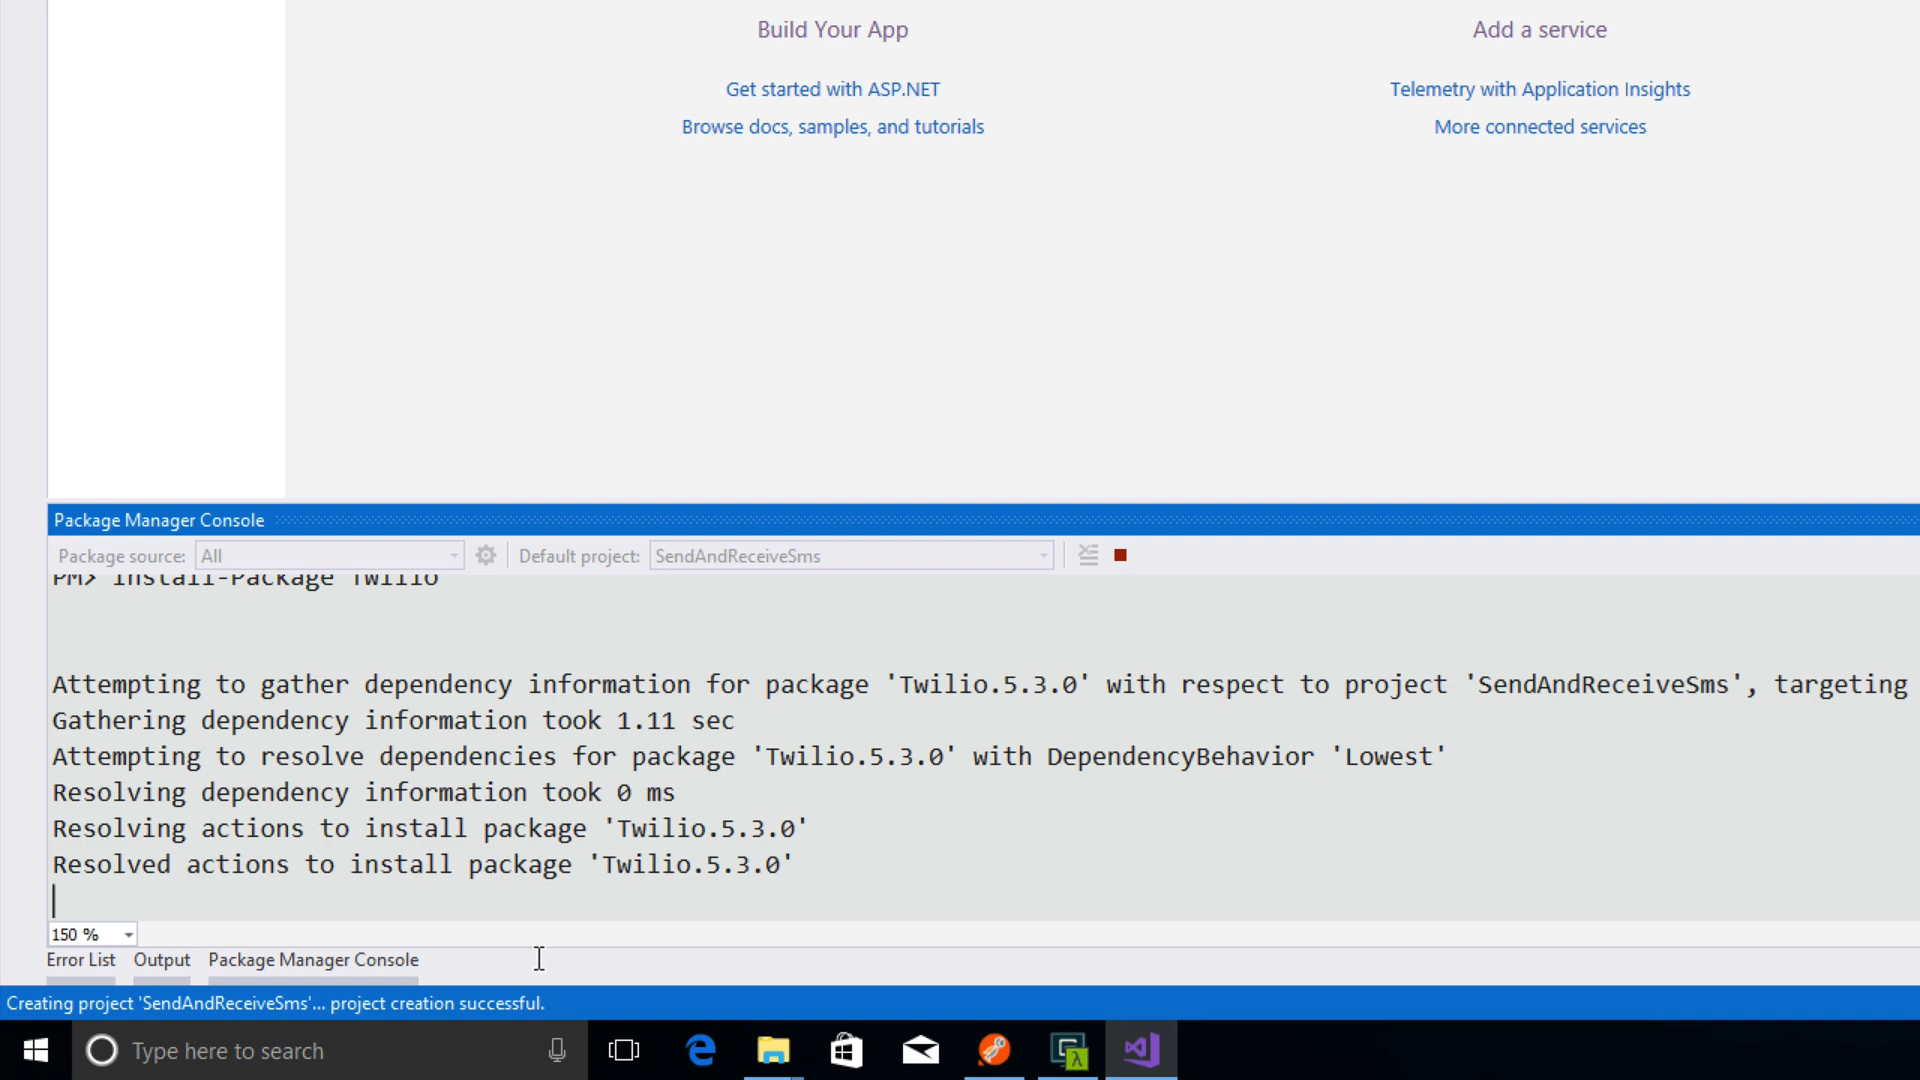 Build Your App
Add a service
Get started with ASP.NET
Telemetry with Application Insights
Browse docs, samples, and tutorials
More connected services
Package Manager Console
Package source: All
Default project: SendAndReceiveSms
PM> Install-Package Twilio
Attempting to gather dependency information for package 'Twilio.5.3.0' with respect to project 'SendAndReceiveSms', targeting
Gathering dependency information took 1.11 sec
Attempting to resolve dependencies for package 'Twilio.5.3.0' with DependencyBehavior 'Lowest'
Resolving dependency information took 0 ms
Resolving actions to install package 'Twilio.5.3.0'
Resolved actions to install package 'Twilio.5.3.0'
150 %
Error List Output Package Manager Console
Creating project 'SendAndReceiveSms'... project creation successful.
Type here to search